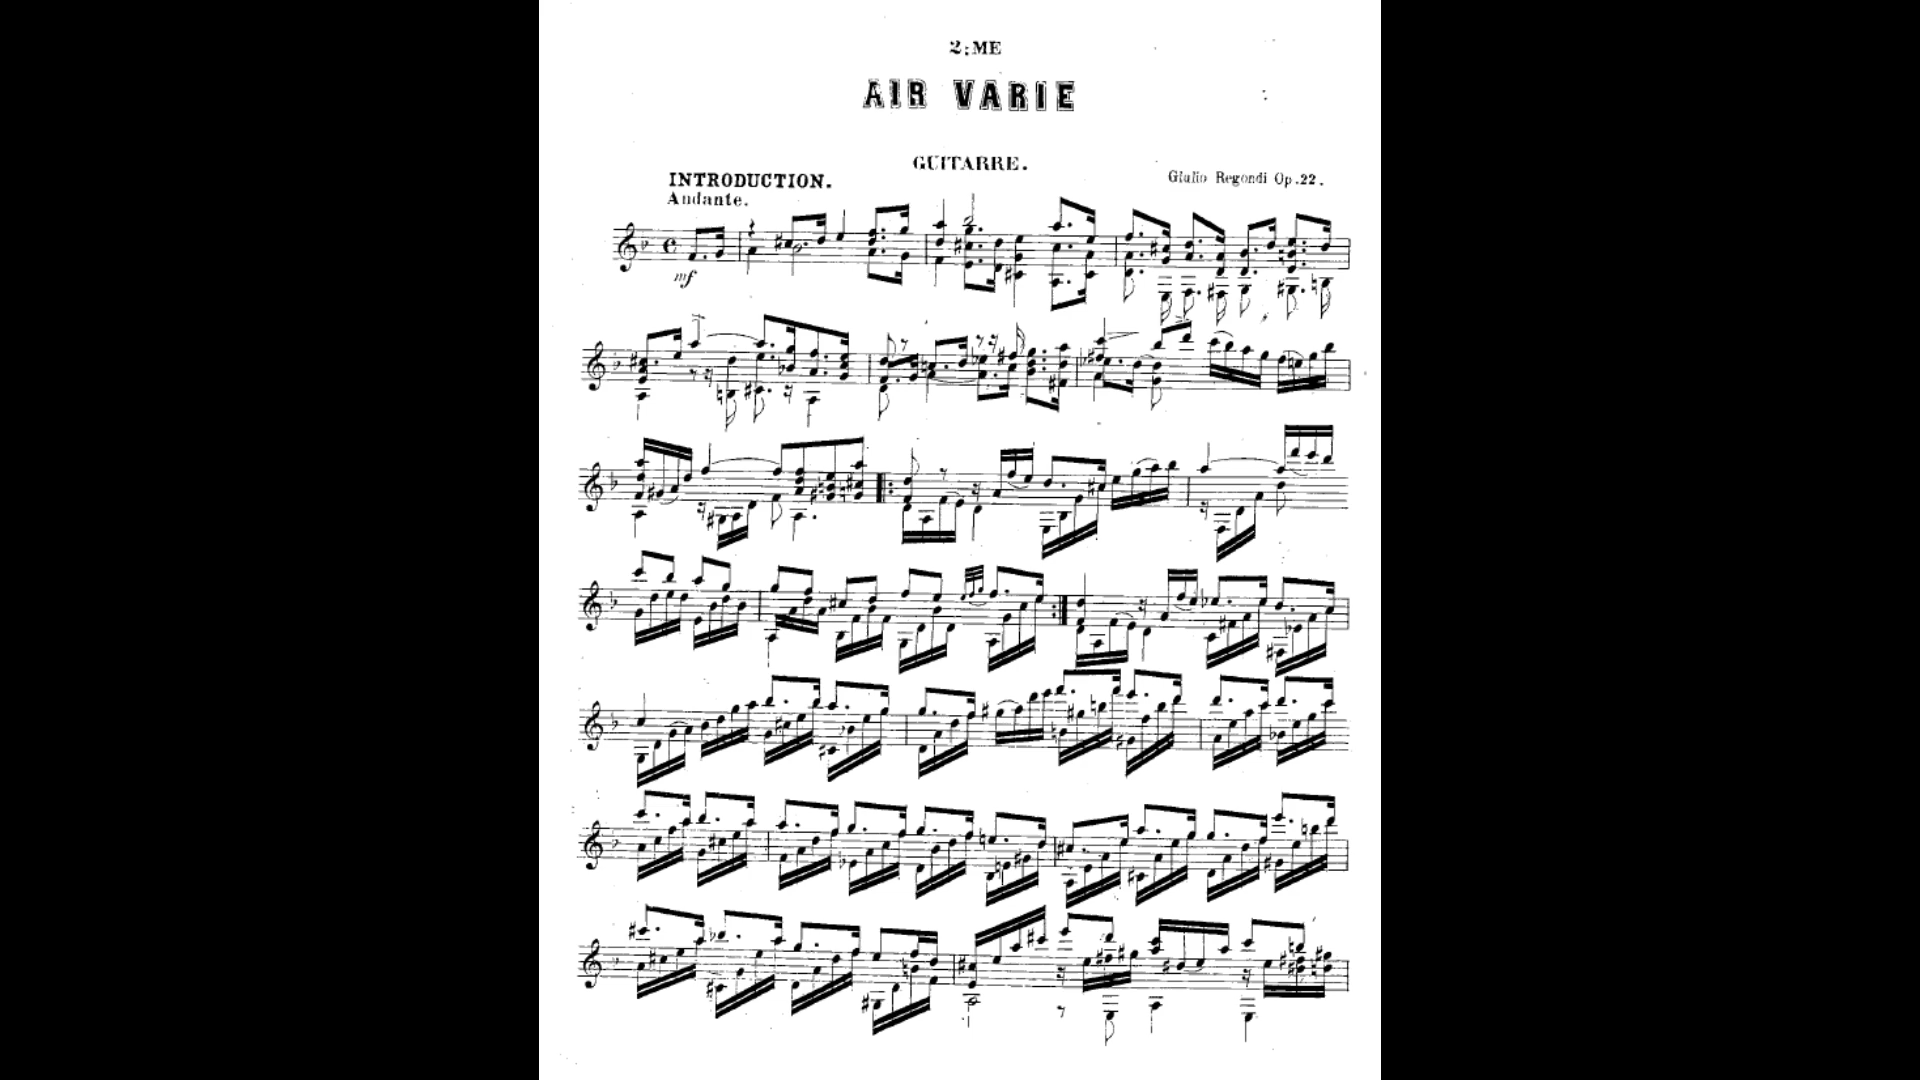 2:ME
AIR VARIE
GUITARRE.
INTRODUCTION.
Giulio Regondi Op.22.
Andante.
mf